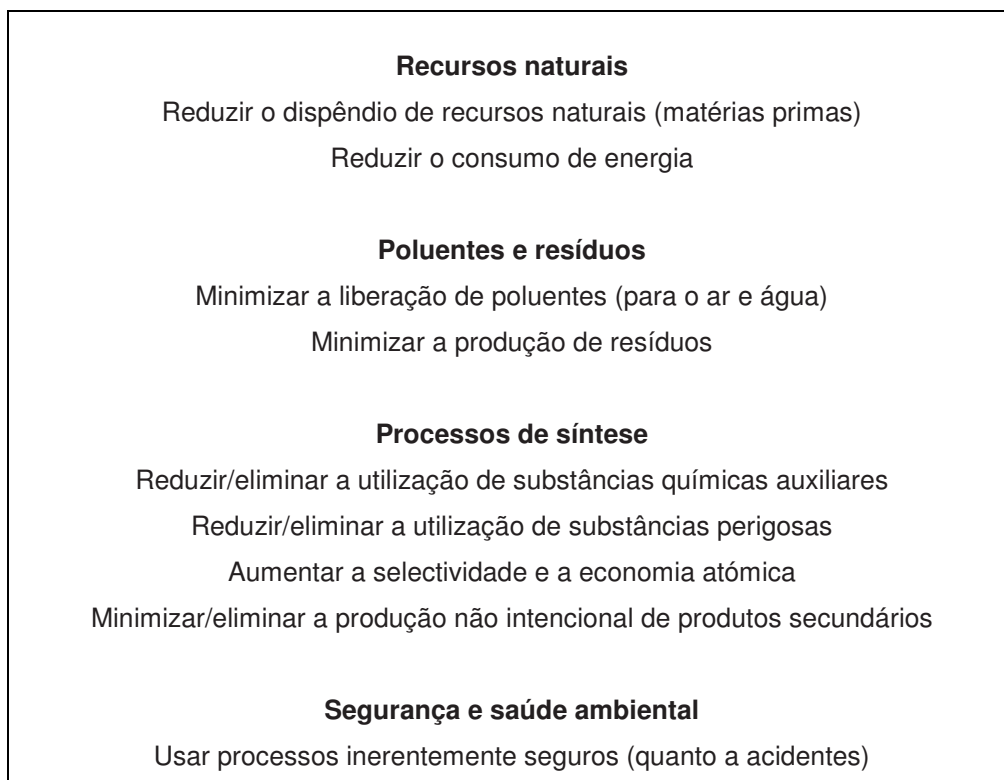 Recursos naturais
Reduzir o dispêndio de recursos naturais (matérias primas)
Reduzir o consumo de energia
Poluentes e resíduos
Minimizar a liberação de poluentes (para o ar e água)
Minimizar a produção de resíduos
Processos de síntese
Reduzir/eliminar a utilização de substâncias químicas auxiliares
Reduzir/eliminar a utilização de substâncias perigosas
Aumentar a selectividade e a economia atómica
Minimizar/eliminar a produção não intencional de produtos secundários
Segurança e saúde ambiental
Usar processos inerentemente seguros (quanto a acidentes)